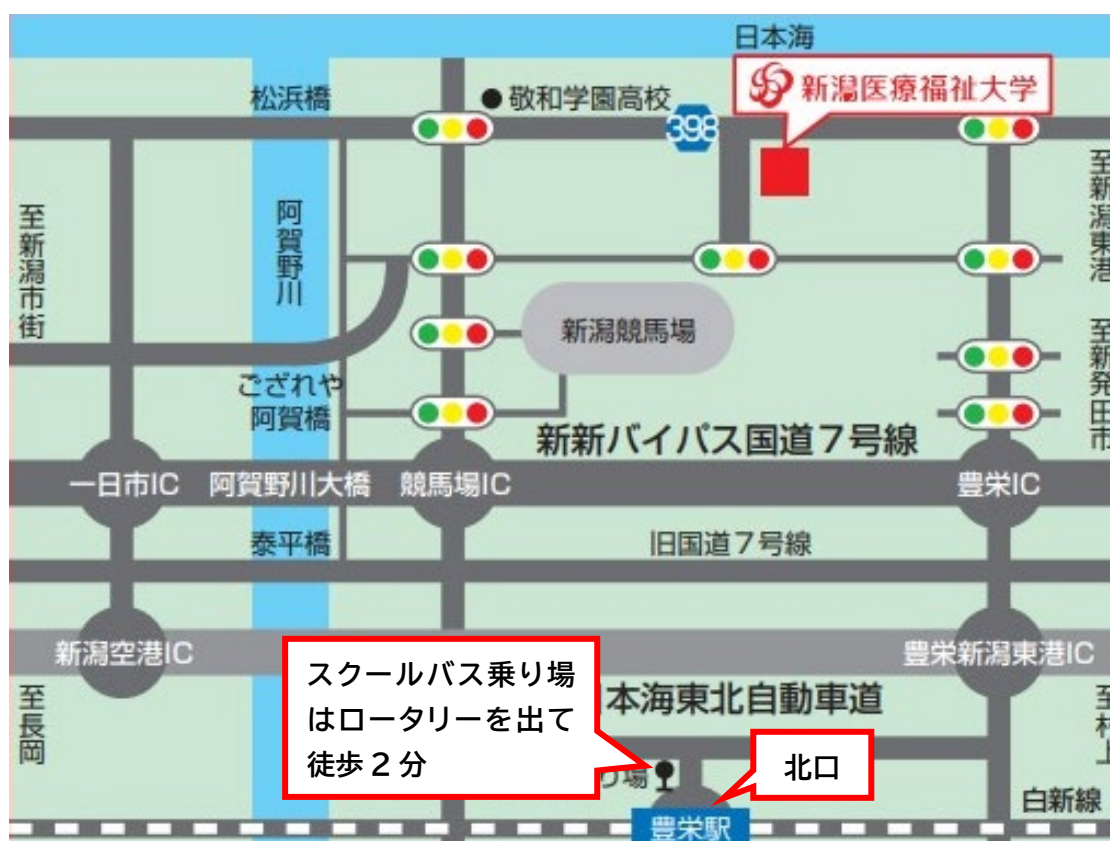 日本海
新潟医療福祉大学
松浜橋
敬和学園高校
398
至新潟市街
阿賀野川
至新潟東港
新潟競馬場
ござれや
阿賀橋
至新発田市
新新バイパス国道7号線
一日市IC
阿賀野川大橋
競馬場IC
豊栄IC
泰平橋
旧国道7号線
新潟空港IC
豊栄新潟東港IC
スクールバス乗り場
はロータリーを出て
徒歩2分
本海東北自動車道
至長岡
至村上
り場
北口
白新線
豊栄駅